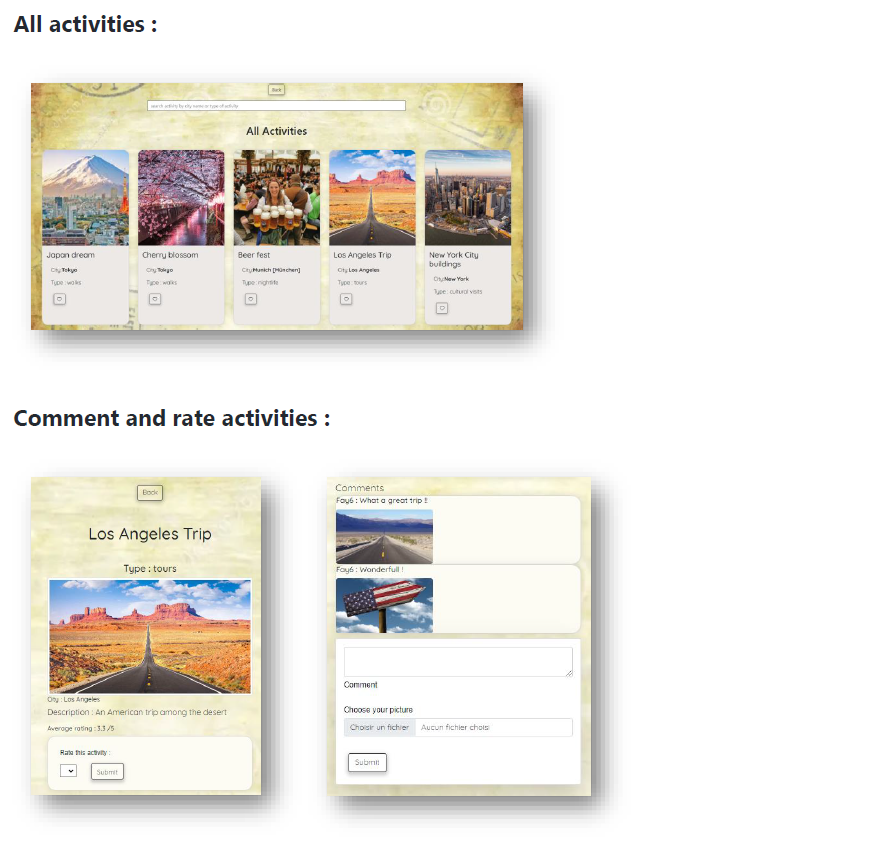 All activities :
Back
search activity by city name or type of activity
All Activities
Japan dream
City:Tokyo
Type : walks
Cherry blossom
City:Tokyo
Type : walks
Beer fest
City:Munich [München]
Type : nightlife
Los Angeles Trip
City:Los Angeles
Type : tours
New York City
buildings
City:New York
Type : cultural visits
Comment and rate activities :
Back
Los Angeles Trip
Type : tours
City : Los Angeles
Description : An American trip among the desert
Average rating : 3.3 /5
Rate this activity :
Submit
Comments
Fay6 : What a great trip !!
Fay6 : Wonderfull !
Comment
Choose your picture
Choisir un fichier Aucun fichier choisi
Submit